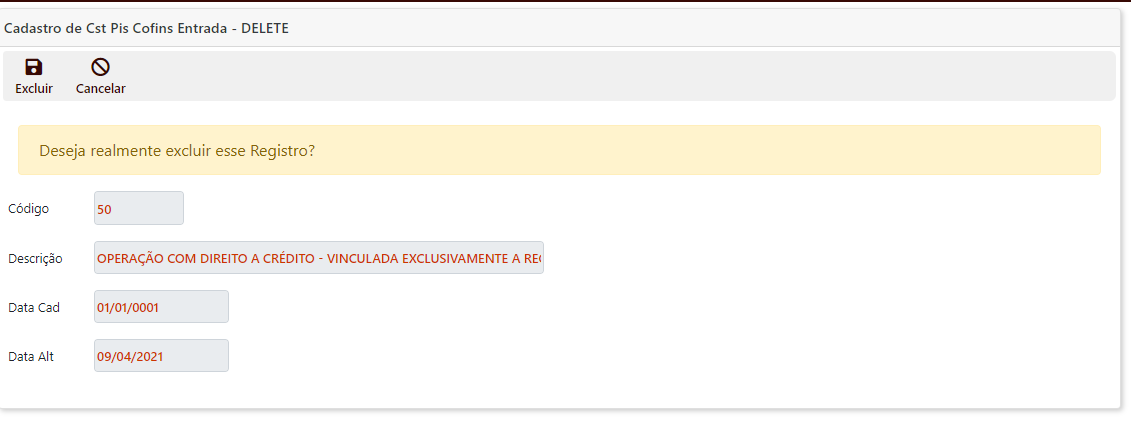 Cadastro de Cst Pis Cofins Entrada - DELETE
Excluir Cancelar
Deseja realmente excluir esse Registro?
Código 50
Descrição OPERAÇÃO COM DIREITO A CRÉDITO - VINCULADA EXCLUSIVAMENTE A REC
Data Cad 01/01/0001
Data Alt 09/04/2021